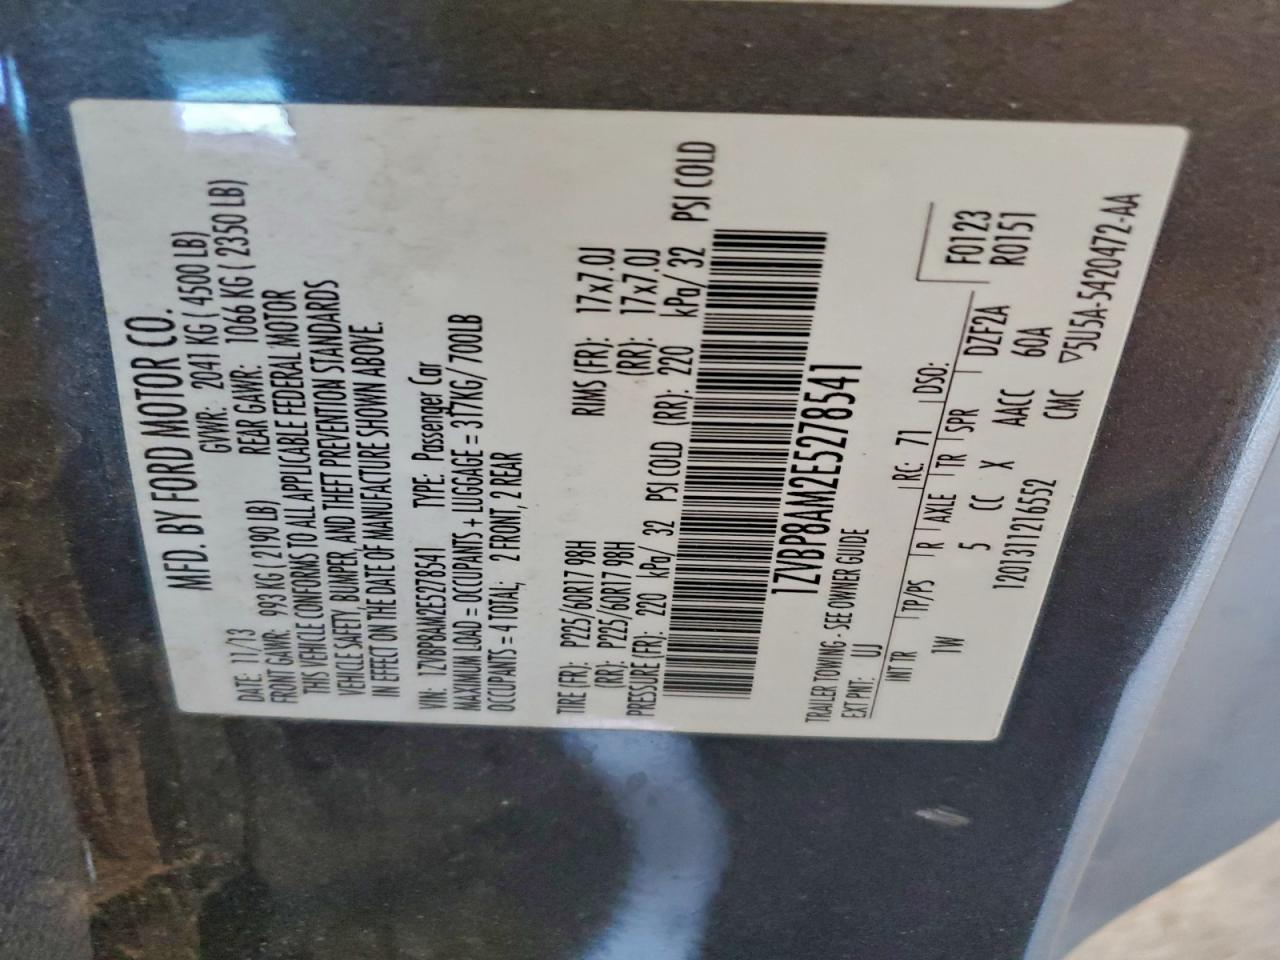 MFD. BY FORD MOTOR CO.
DATE: 11/13 GVWR: 2041 KG ( 4500 LB)
FRONT GAWR: 993 KG ( 2190 LB) REAR GAWR: 1066 KG ( 2350 LB)
THIS VEHICLE CONFORMS TO ALL APPLICABLE FEDERAL MOTOR
VEHICLE SAFETY, BUMPER, AND THEFT PREVENTION STANDARDS
IN EFFECT ON THE DATE OF MANUFACTURE SHOWN ABOVE.
VIN: 1ZVBP8AM2E5278541 TYPE: Passenger Car
MAXIMUM LOAD = OCCUPANTS + LUGGAGE = 317KG/ 700LB
OCCUPANTS = 4 TOTAL; 2 FRONT, 2 REAR
TIRE (FR): P225/60R17 98H RIMS (FR): 17x7.0J
(RR): P225/60R17 98H (RR): 17x7.0J
PRESSURE (FR): 220 kPa/ 32 PSI COLD (RR): 220 kPa/ 32 PSI COLD
1ZVBP8AM2E5278541
TRAILER TOWING - SEE OWNER GUIDE
EXT PNT: UJ RC: 71 DSO: F0123
INT TR TP/PS R AXLE TR SPR R0151
1W 5 CC X AACC DZF2A
60A
12013112​16552 CMC ▽5U5A-5420472-AA